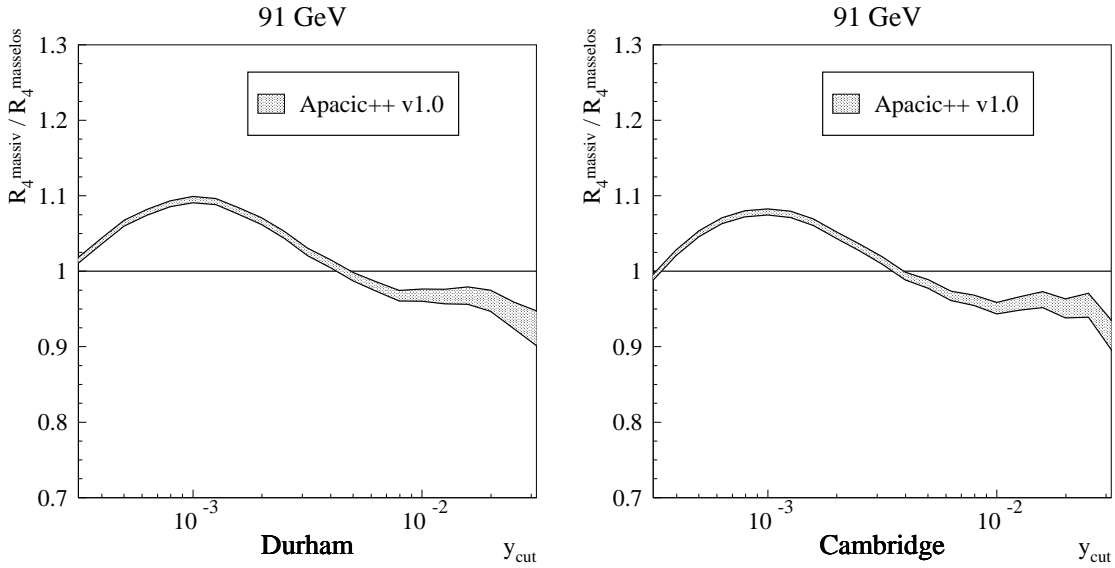 91 GeV
R₄ᵐᵃˢˢⁱᵛ / R₄ᵐᵃˢˢᵉˡᵒˢ
1.3
1.2
1.1
1
0.9
0.8
0.7
Apacic++ v1.0
10⁻³
10⁻²
Durham
y_cut
91 GeV
R₄ᵐᵃˢˢⁱᵛ / R₄ᵐᵃˢˢᵉˡᵒˢ
1.3
1.2
1.1
1
0.9
0.8
0.7
Apacic++ v1.0
10⁻³
10⁻²
Cambridge
y_cut